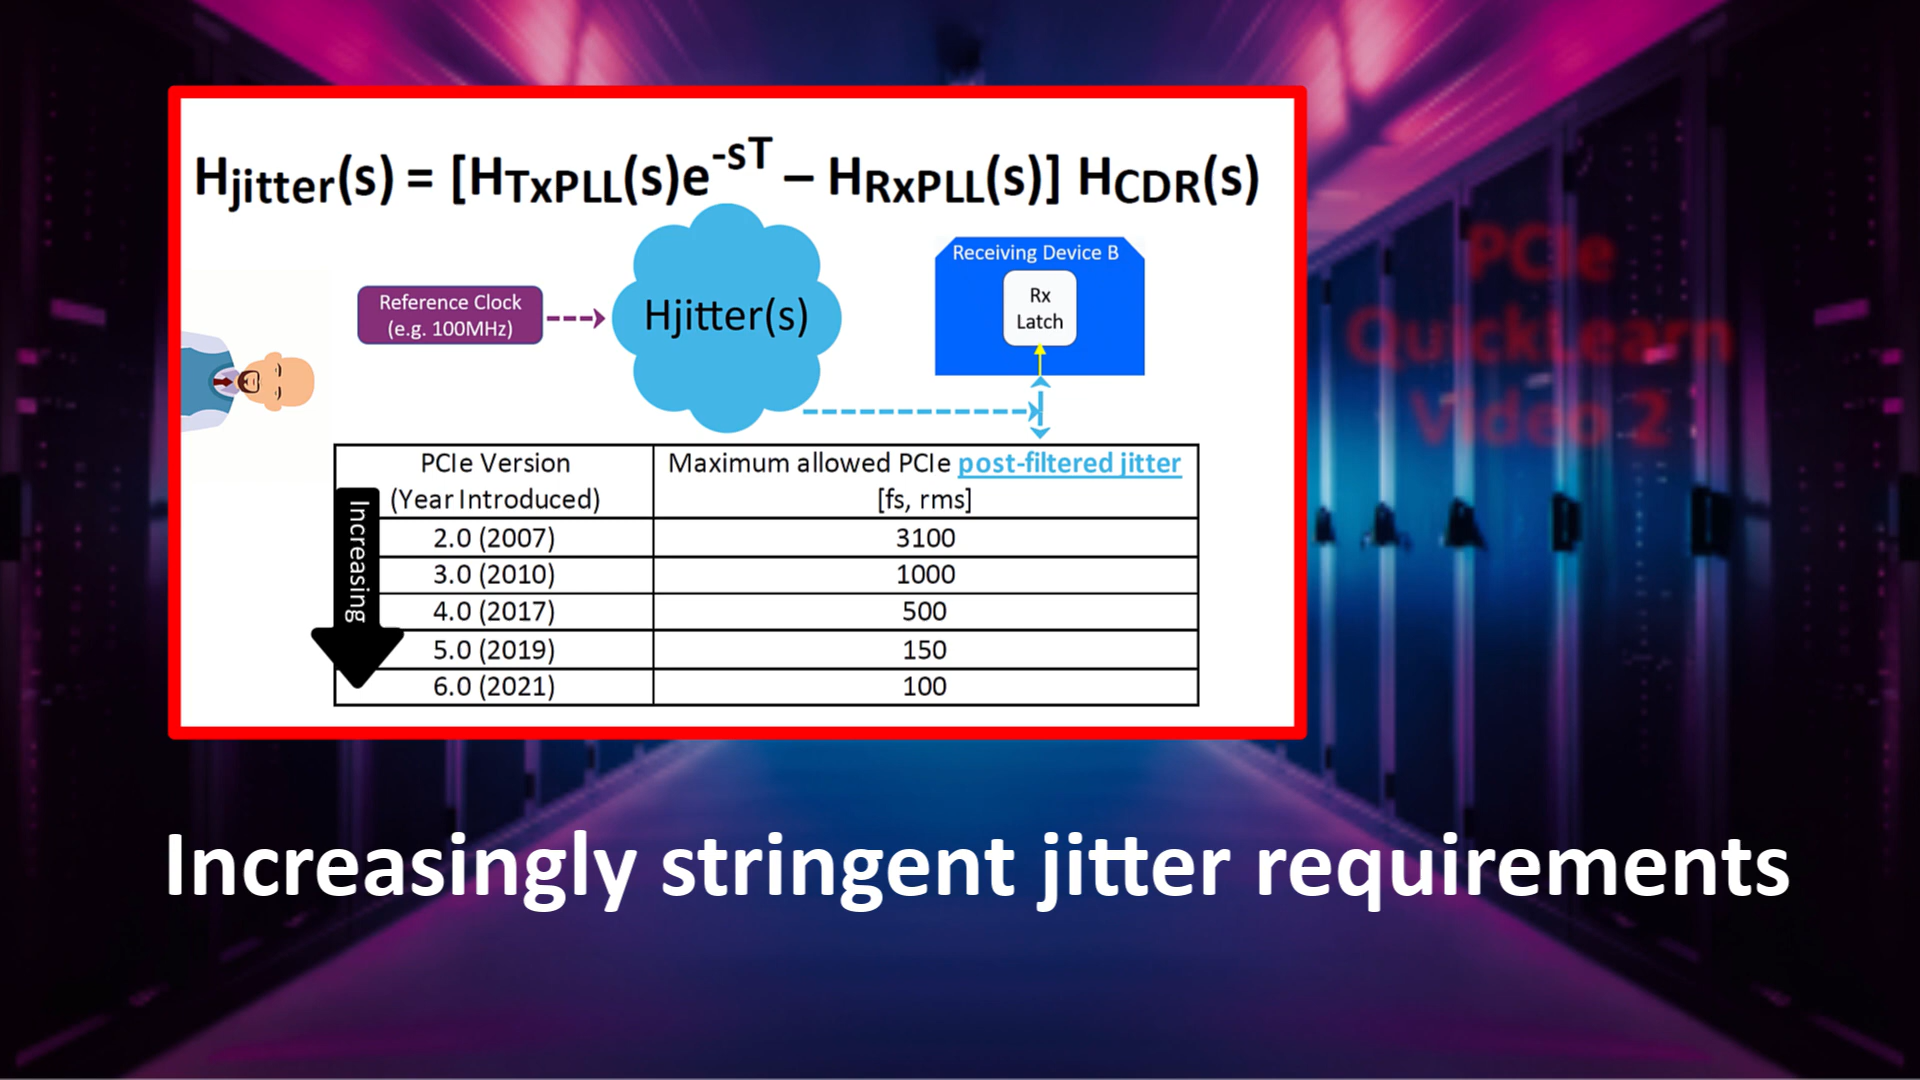 Hjitter(s) = [HTxPLL(s)e-sT – HRxPLL(s)] HCDR(s)
Receiving Device B
Rx
Latch
Reference Clock
(e.g. 100MHz)
Hjitter(s)
PCIe
QuickLearn
Video 2
PCIe Version
(Year Introduced)
Maximum allowed PCIe post-filtered jitter
[fs, rms]
Increasing
2.0 (2007) 3100
3.0 (2010) 1000
4.0 (2017) 500
5.0 (2019) 150
6.0 (2021) 100
Increasingly stringent jitter requirements